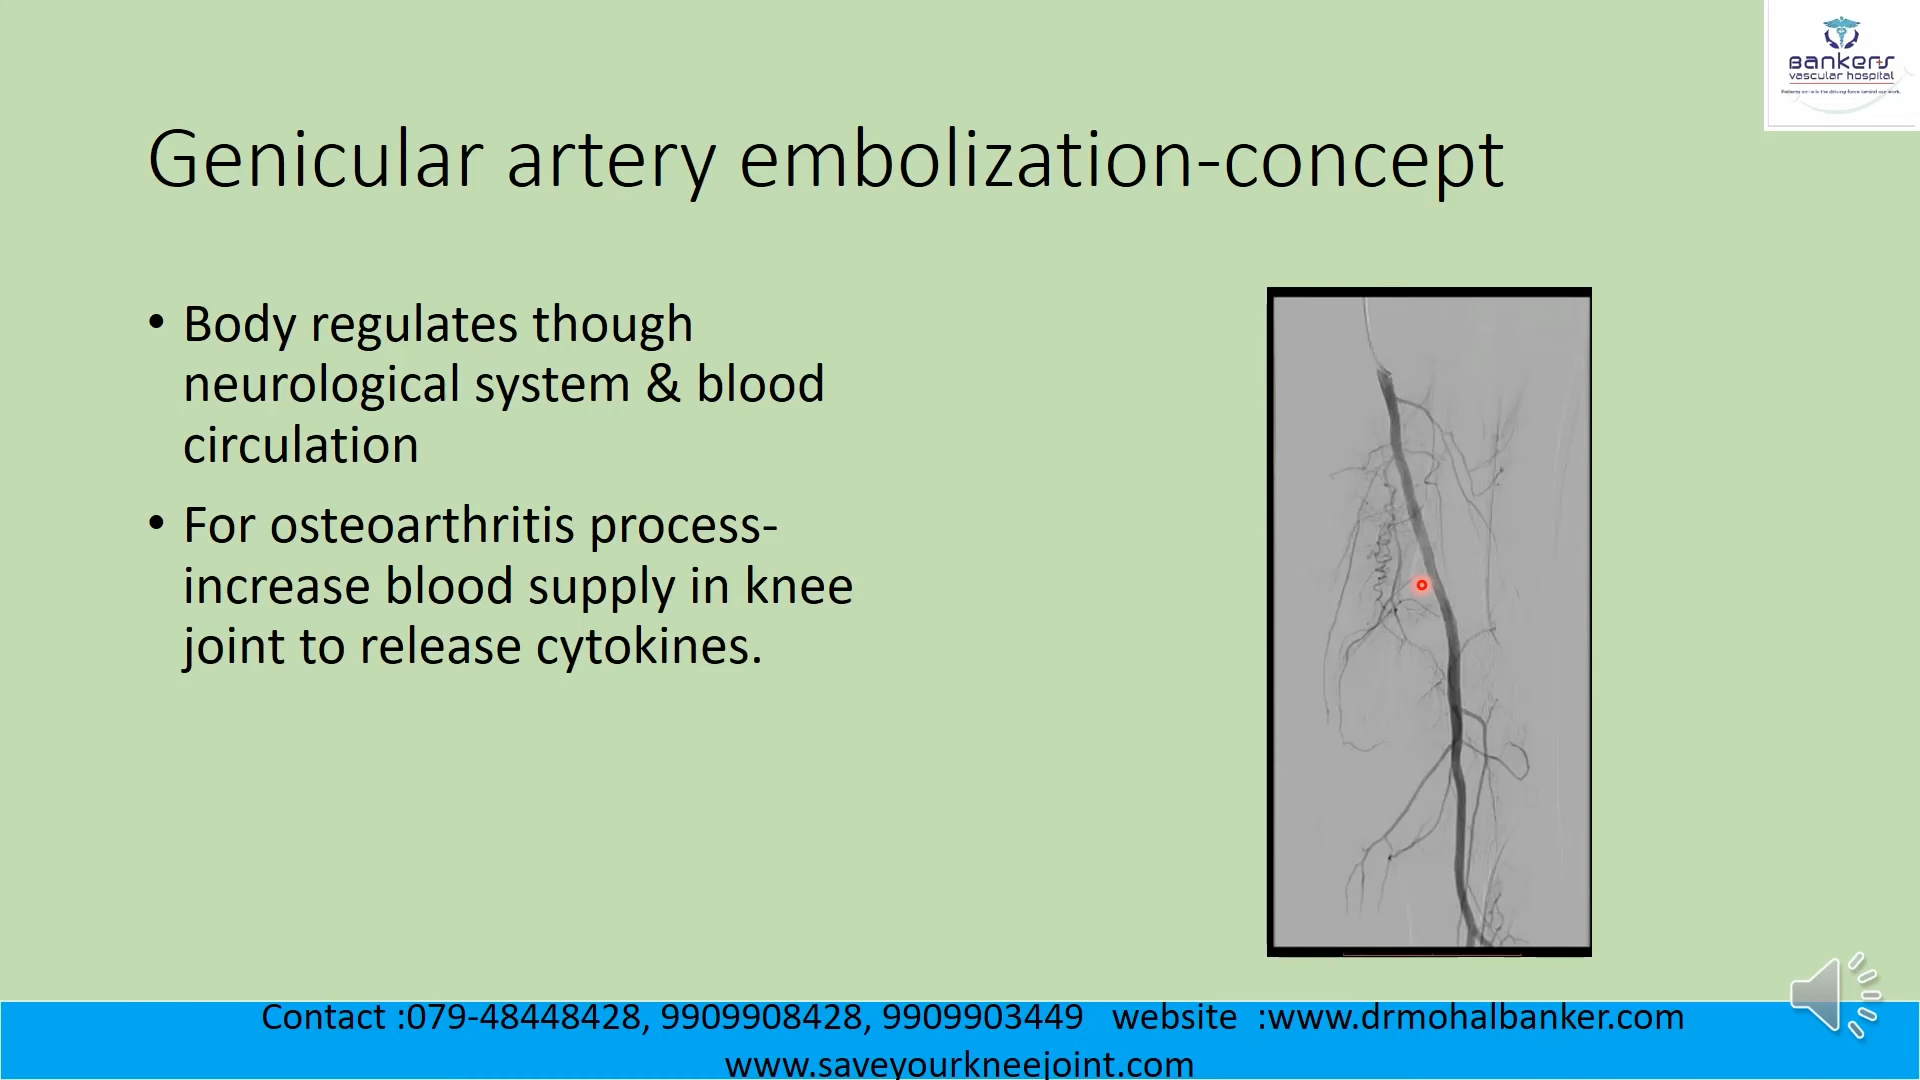 Bankers
vascular hospital
Genicular artery embolization-concept
• Body regulates though
neurological system & blood
circulation
• For osteoarthritis process-
increase blood supply in knee
joint to release cytokines.
Contact :079-48448428, 9909908428, 9909903449 website :www.drmohalbanker.com
www.saveyourkneejoint.com